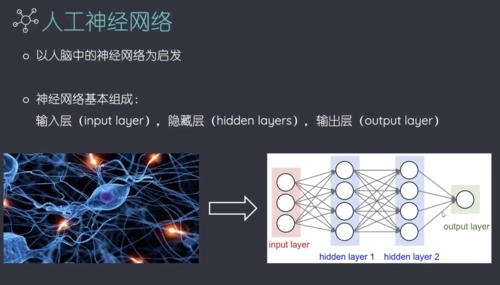 人工神经网络
以人脑中的神经网络为启发
神经网络基本组成：
输入层（input layer），隐藏层（hidden layers），输出层（output layer）
input layer
hidden layer 1
hidden layer 2
output layer